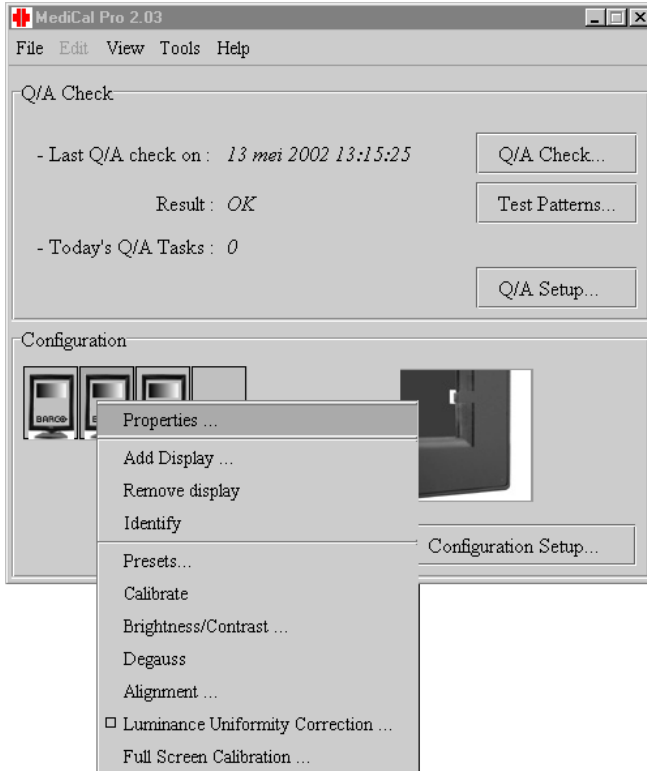 MediCal Pro 2.03
File Edit View Tools Help
Q/A Check
- Last Q/A check on : 13 mei 2002 13:15:25
Q/A Check...
Result : OK
Test Patterns...
- Today's Q/A Tasks : 0
Q/A Setup...
Configuration
BARCO
Properties ...
Add Display ...
Remove display
Identify
Configuration Setup...
Presets...
Calibrate
Brightness/Contrast ...
Degauss
Alignment ...
Luminance Uniformity Correction ...
Full Screen Calibration ...